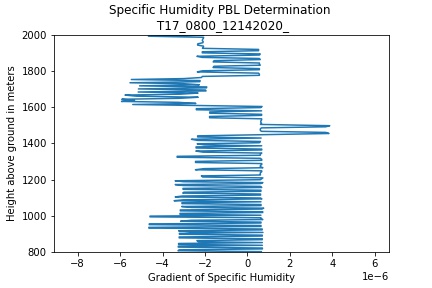 Specific Humidity PBL Determination
T17_0800_12142020_
2000
1800
1600
1400
1200
1000
800
Height above ground in meters
−8 −6 −4 −2 0 2 4 6
1e−6
Gradient of Specific Humidity